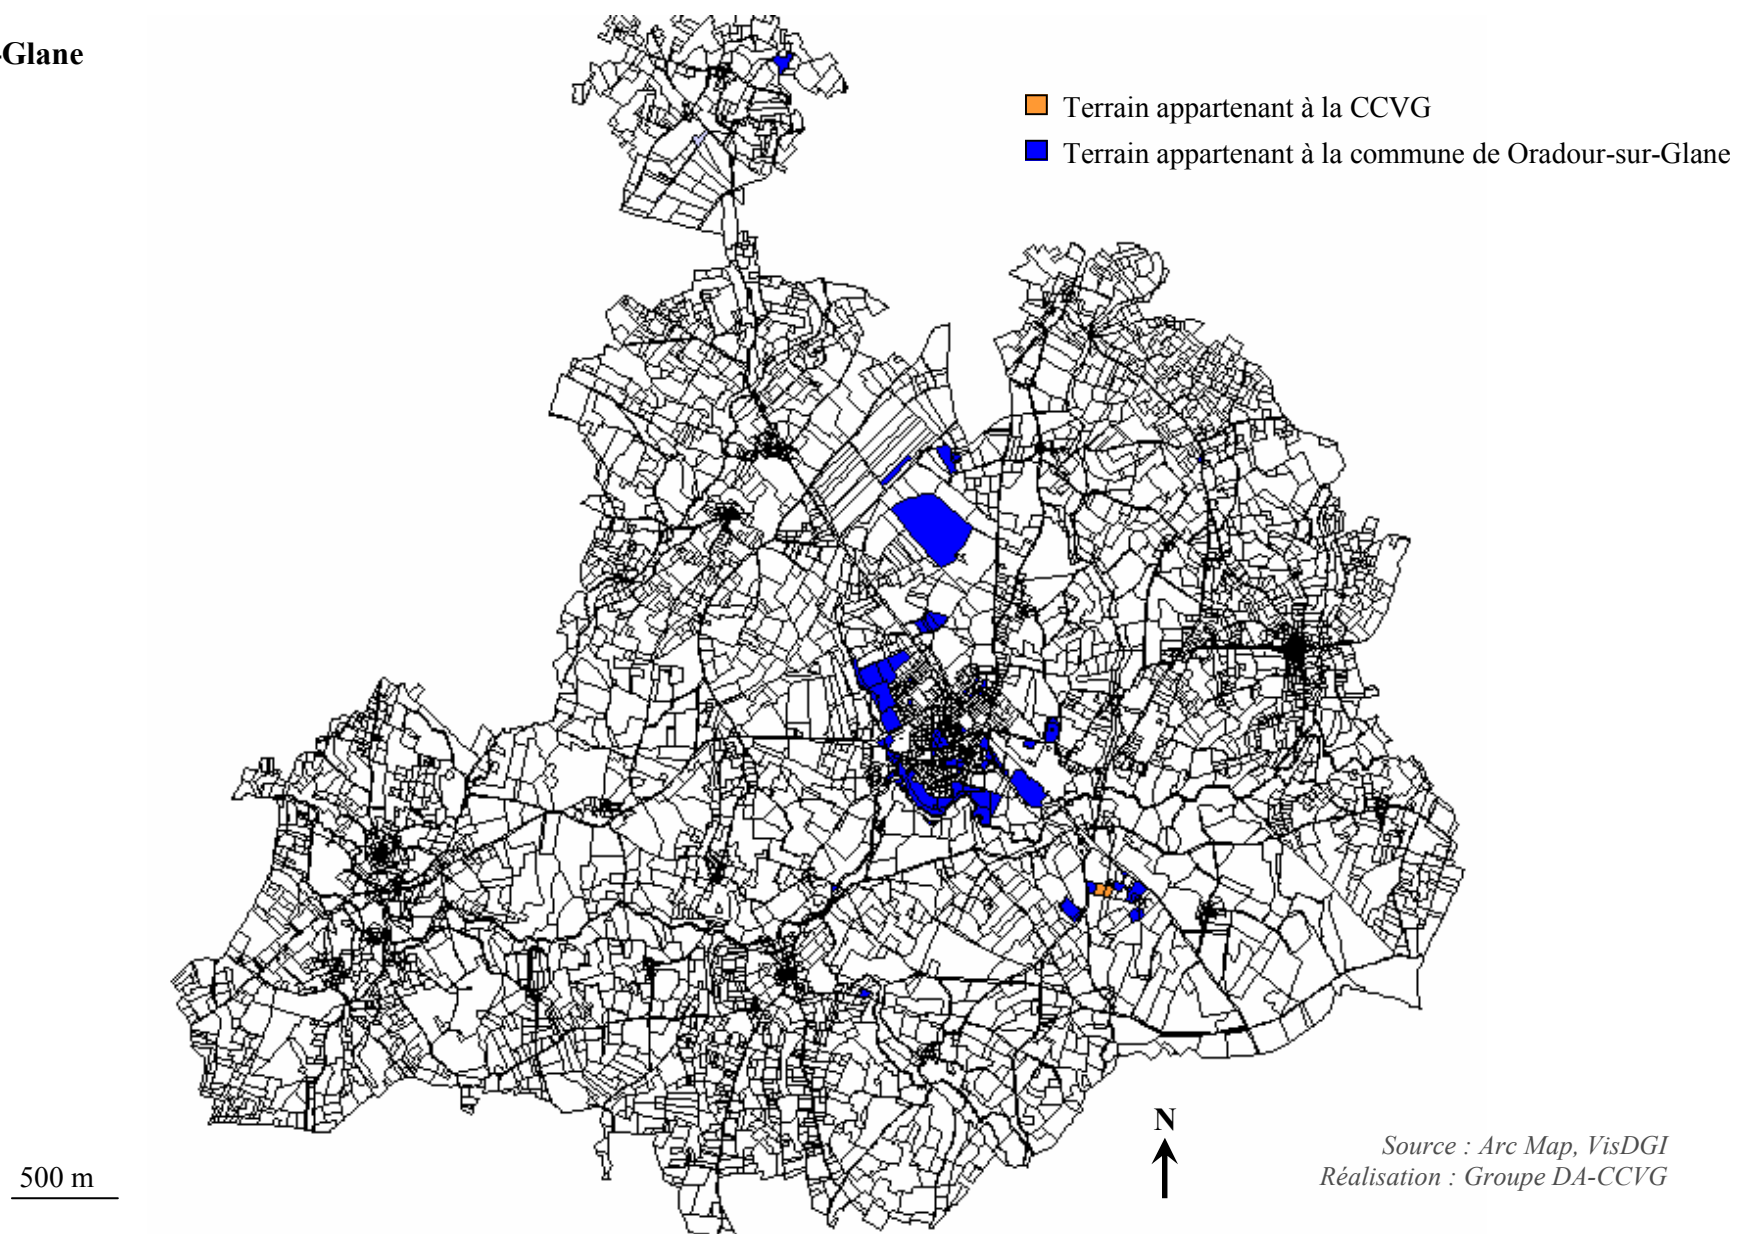 -Glane
Terrain appartenant à la CCVG
Terrain appartenant à la commune de Oradour-sur-Glane
N
Source : Arc Map, VisDGI
Réalisation : Groupe DA-CCVG
500 m